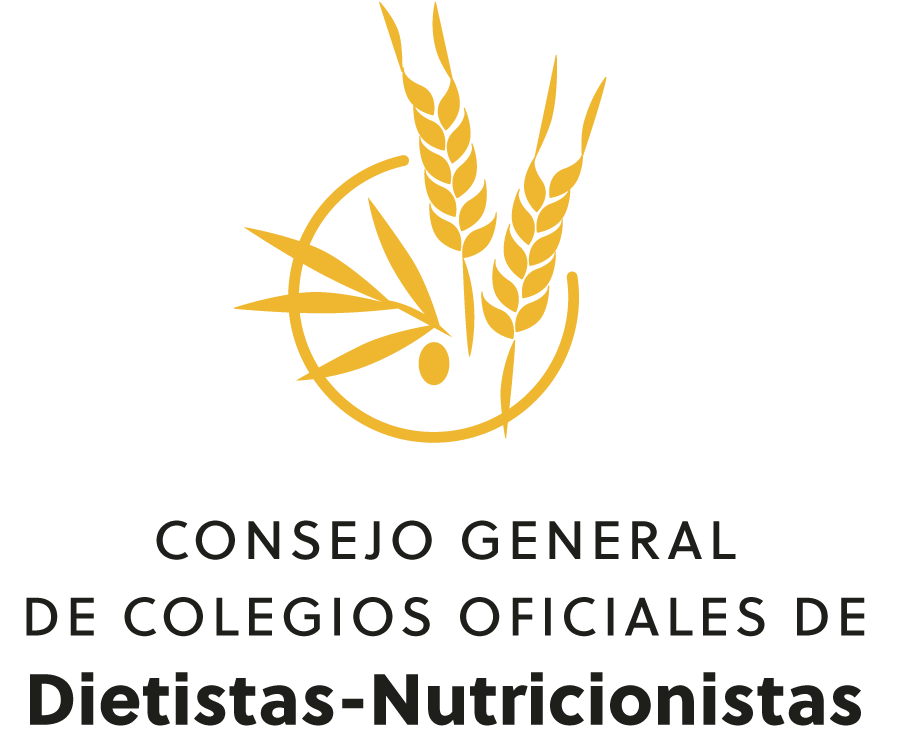 CONSEJO GENERAL
DE COLEGIOS OFICIALES DE
Dietistas-Nutricionistas